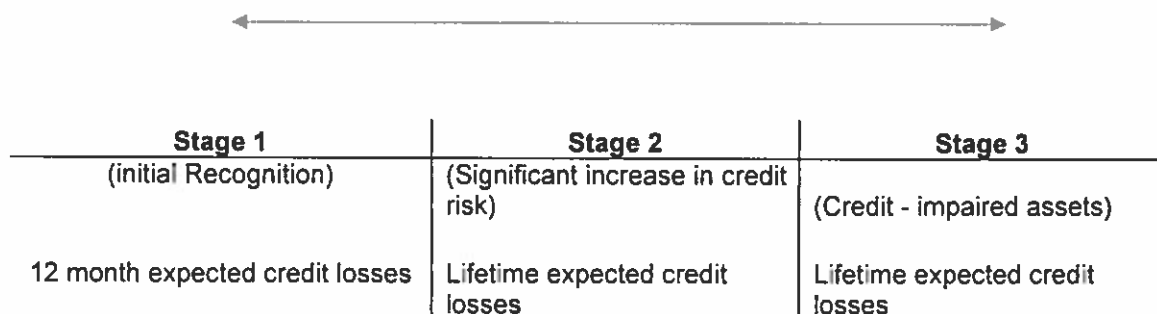 Stage 1 Stage 2 Stage 3
(initial Recognition) (Significant increase in credit
risk) (Credit - impaired assets)
12 month expected credit losses Lifetime expected credit Lifetime expected credit
losses losses